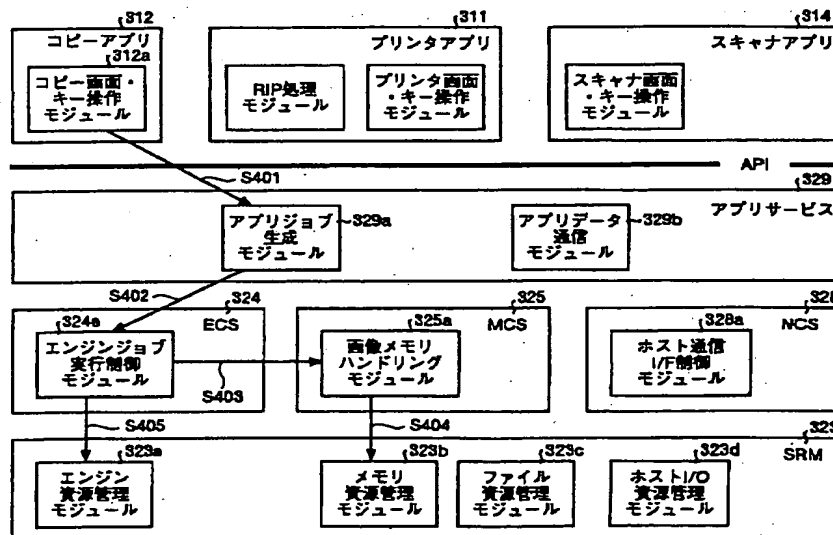 312
コピーアプリ
312a
コピー画面・
キー操作
モジュール
311
プリンタアプリ
RIP処理
モジュール
プリンタ画面
・キー操作
モジュール
314
スキャナアプリ
スキャナ画面
・キー操作
モジュール
API
S401
329
アプリサービス
アプリジョブ
生成
モジュール
329a
アプリデータ
通信
モジュール
329b
S402
324
ECS
324a
エンジンジョブ
実行制御
モジュール
S403
325
MCS
325a
画像メモリ
ハンドリング
モジュール
328
NCS
328a
ホスト通信
I/F制御
モジュール
S405
S404
323
SRM
323a
エンジン
資源管理
モジュール
323b
メモリ
資源管理
モジュール
323c
ファイル
資源管理
モジュール
323d
ホストI/O
資源管理
モジュール